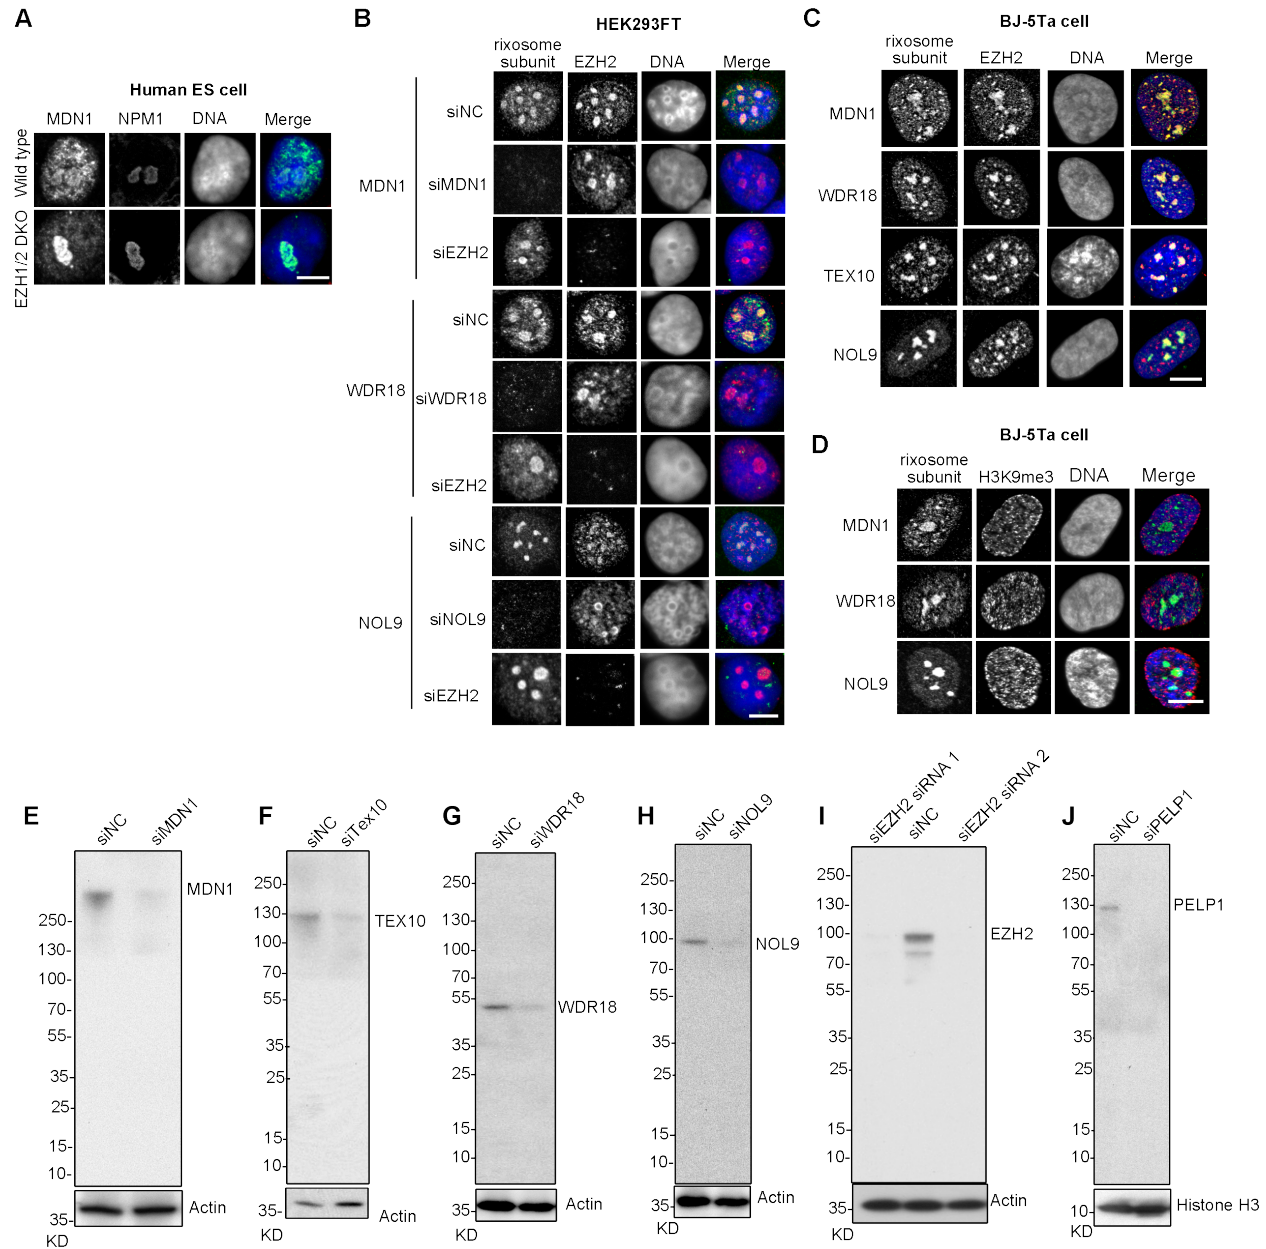 A
Human ES cell
MDN1 NPM1 DNA Merge
Wild type
EZH1/2 DKO
B
HEK293FT
rixosome
subunit EZH2 DNA Merge
MDN1
siNC
siMDN1
siEZH2
WDR18
siNC
siWDR18
siEZH2
NOL9
siNC
siNOL9
siEZH2
C
BJ-5Ta cell
rixosome
subunit EZH2 DNA Merge
MDN1
WDR18
TEX10
NOL9
D
BJ-5Ta cell
rixosome
subunit H3K9me3 DNA Merge
MDN1
WDR18
NOL9
E
siNC siMDN1
MDN1
250-
130-
100-
70-
55-
35-
25-
15-
10-
35- Actin
KD
F
siNC siTex10
250-
130- TEX10
100-
70-
55-
35-
25-
15-
10-
35- Actin
KD
G
siNC siWDR18
250-
130-
100-
70-
55- WDR18
35-
25-
15-
10-
35- Actin
KD
H
siNC siNOL9
250-
130-
100- NOL9
70-
55-
35-
25-
15-
10-
35- Actin
KD
I
siEZH2 siRNA 1 siNC siEZH2 siRNA 2
250-
130-
100- EZH2
70-
55-
35-
25-
15-
10-
35- Actin
KD
J
siNC siPELP1
250-
130- PELP1
100-
70-
55-
35-
25-
15-
10-
10- Histone H3
KD